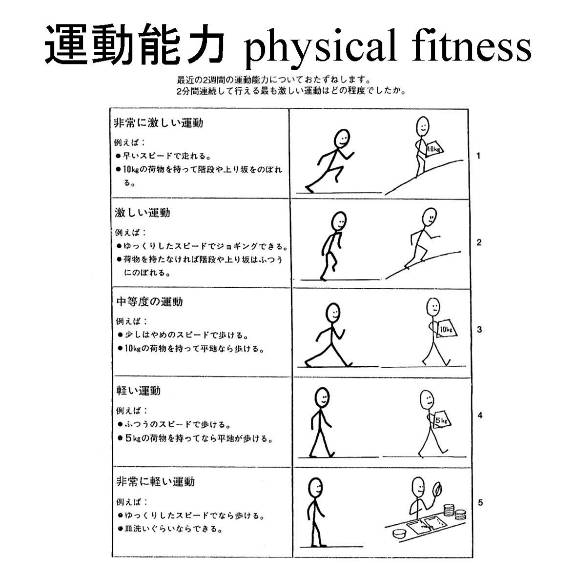 運動能力 physical fitness
最近の2週間の運動能力についておたずねします。
2分間連続して行える最も激しい運動はどの程度でしたか。
非常に激しい運動
例えば：
●早いスピードで走れる。
●10kgの荷物を持って階段や上り坂をのぼれ
る。
10kg
1
激しい運動
例えば：
●ゆっくりしたスピードでジョギングできる。
●荷物を持たなければ階段や上り坂はふつう
にのぼれる。
2
中等度の運動
例えば：
●少しはやめのスピードで歩ける。
●10kgの荷物を持って平地なら歩ける。
10kg
3
軽い運動
例えば：
●ふつうのスピードで歩ける。
●5kgの荷物を持ってなら平地が歩ける。
5kg
4
非常に軽い運動
例えば：
●ゆっくりしたスピードでなら歩ける。
●皿洗いぐらいならできる。
5